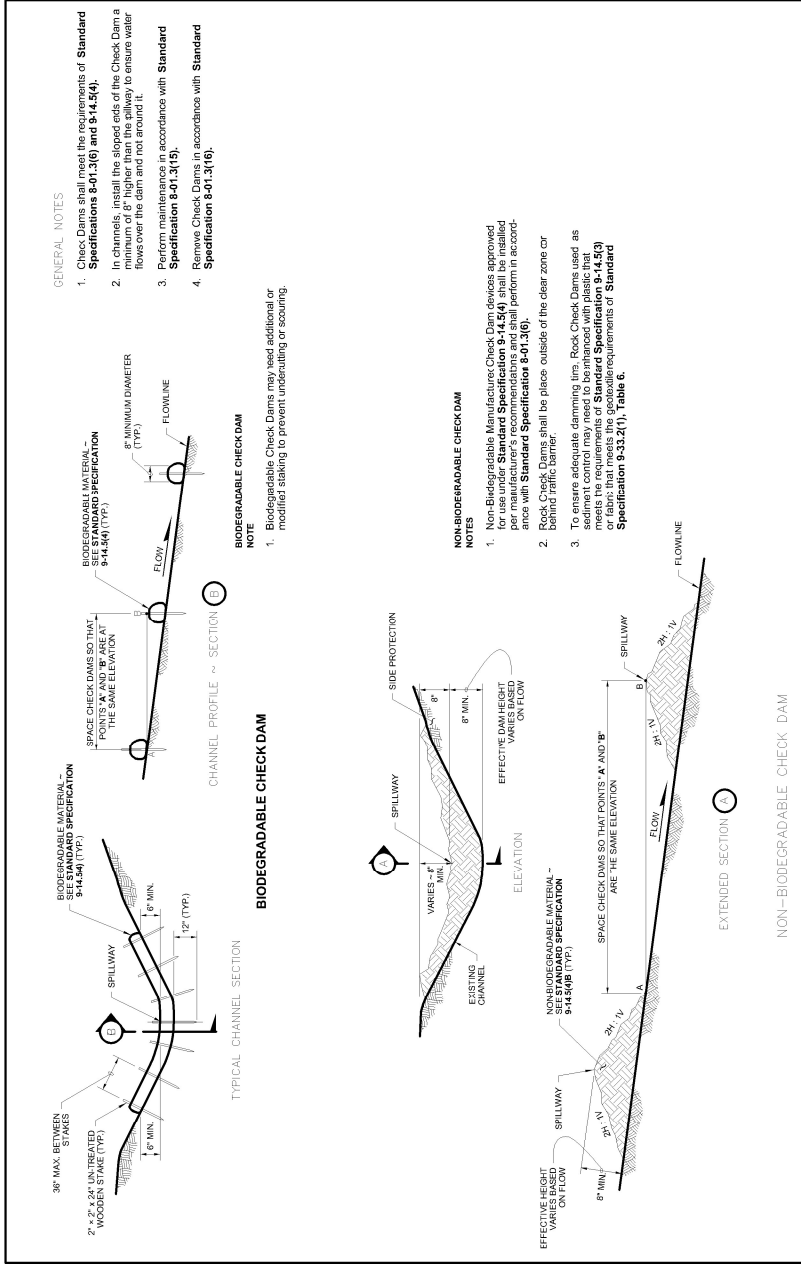 GENERAL NOTES
1. Check Dams shall meet the requirements of Standard
Specifications 8-01.3(6) and 9-14.5(4).
2. In channels, install the sloped ends of the Check Dam a
minimum of 8" higher than the spillway to ensure water
flows over the dam and not around it.
3. Perform maintenance in accordance with Standard
Specification 8-01.3(15).
4. Remove Check Dams in accordance with Standard
Specification 8-01.3(16).
36" MAX. BETWEEN
STAKES
2" × 2" x 24" UN-TREATED
WOODEN STAKE (TYP.)
6" MIN.
B
SPILLWAY
BIODEGRADABLE MATERIAL ~
SEE STANDARD SPECIFICATION
9-14.5(4) (TYP.)
6" MIN.
12" (TYP.)
TYPICAL CHANNEL SECTION
SPACE CHECK DAMS SO THAT
POINTS "A" AND "B" ARE AT
THE SAME ELEVATION
A
B
BIODEGRADABLE MATERIAL ~
SEE STANDARD SPECIFICATION
9-14.5(4) (TYP.)
8" MINIMUM DIAMETER
(TYP.)
FLOW
FLOWLINE
CHANNEL PROFILE ~ SECTION B
BIODEGRADABLE CHECK DAM
BIODEGRADABLE CHECK DAM
NOTE
1. Biodegradable Check Dams may need additional or
modified staking to prevent undercutting or scouring.
A
SPILLWAY
SIDE PROTECTION
VARIES ~ 8"
MIN.
8"
8" MIN.
EXISTING
CHANNEL
EFFECTIVE DAM HEIGHT
VARIES BASED
ON FLOW
ELEVATION
NON-BIODEGRADABLE CHECK DAM
NOTES
1. Non-Biodegradable Manufactured Check Dam devices approved
for use under Standard Specification 9-14.5(4) shall be installed
per manufacturer's recommendations and shall perform in accord-
ance with Standard Specification 8-01.3(6).
2. Rock Check Dams shall be place outside of the clear zone or
behind traffic barrier.
3. To ensure adequate damming time, Rock Check Dams used as
sediment control may need to be enhanced with plastic that
meets the requirements of Standard Specification 9-14.5(3)
or fabric that meets the geotextile requirements of Standard
Specification 9-33.2(1), Table 6.
EFFECTIVE HEIGHT
VARIES BASED
ON FLOW
8" MIN.
SPILLWAY
NON-BIODEGRADABLE MATERIAL ~
SEE STANDARD SPECIFICATION
9-14.5(4)B (TYP.)
2H : 1V
2H : 1V
A
SPACE CHECK DAMS SO THAT POINTS "A" AND "B"
ARE THE SAME ELEVATION
B
SPILLWAY
FLOW
2H : 1V
2H : 1V
FLOWLINE
EXTENDED SECTION A
NON-BIODEGRADABLE CHECK DAM